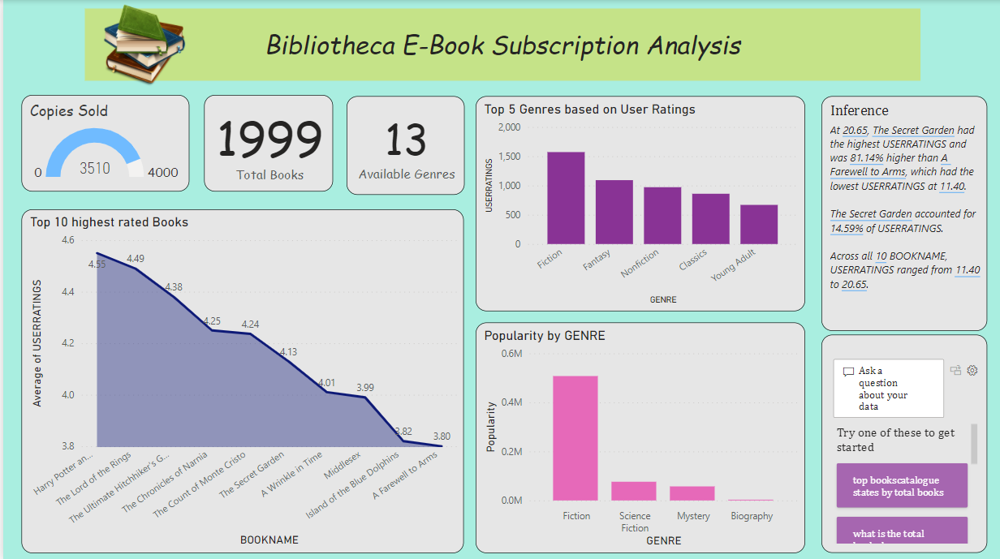 Bibliotheca E-Book Subscription Analysis
Copies Sold
0
3510
4000
1999
Total Books
13
Available Genres
Top 5 Genres based on User Ratings
2,000
1,500
1,000
500
0
USERRATINGS
Fiction
Fantasy
Nonfiction
Classics
Young Adult
GENRE
Inference
At 20.65, The Secret Garden had
the highest USERRATINGS and
was 81.14% higher than A
Farewell to Arms, which had the
lowest USERRATINGS at 11.40.
The Secret Garden accounted for
14.59% of USERRATINGS.
Across all 10 BOOKNAME,
USERRATINGS ranged from 11.40
to 20.65.
Top 10 highest rated Books
4.6
4.4
4.2
4.0
3.8
Average of USERRATINGS
4.55
4.49
4.38
4.25
4.24
4.13
4.01
3.99
3.82
3.80
Harry Potter an...
The Lord of the Rings
The Ultimate Hitchhiker's G...
The Chronicles of Narnia
The Count of Monte Cristo
The Secret Garden
A Wrinkle in Time
Middlesex
Island of the Blue Dolphins
A Farewell to Arms
BOOKNAME
Popularity by GENRE
0.6M
0.4M
0.2M
0.0M
Popularity
Fiction
Science
Fiction
Mystery
Biography
GENRE
Ask a
question
about your
data
Try one of these to get
started
top bookscatalogue
states by total books
what is the total